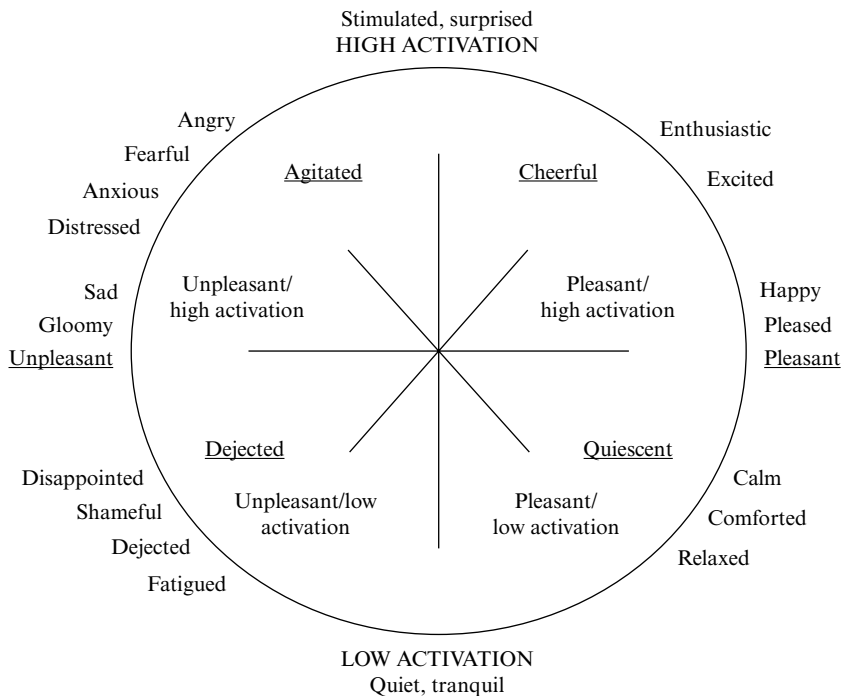 Stimulated, surprised
HIGH ACTIVATION
Angry
Fearful
Anxious
Distressed
Enthusiastic
Excited
Agitated
Cheerful
Unpleasant/
high activation
Pleasant/
high activation
Sad
Gloomy
Unpleasant
Happy
Pleased
Pleasant
Dejected
Quiescent
Unpleasant/low
activation
Pleasant/
low activation
Disappointed
Shameful
Dejected
Fatigued
Calm
Comforted
Relaxed
LOW ACTIVATION
Quiet, tranquil